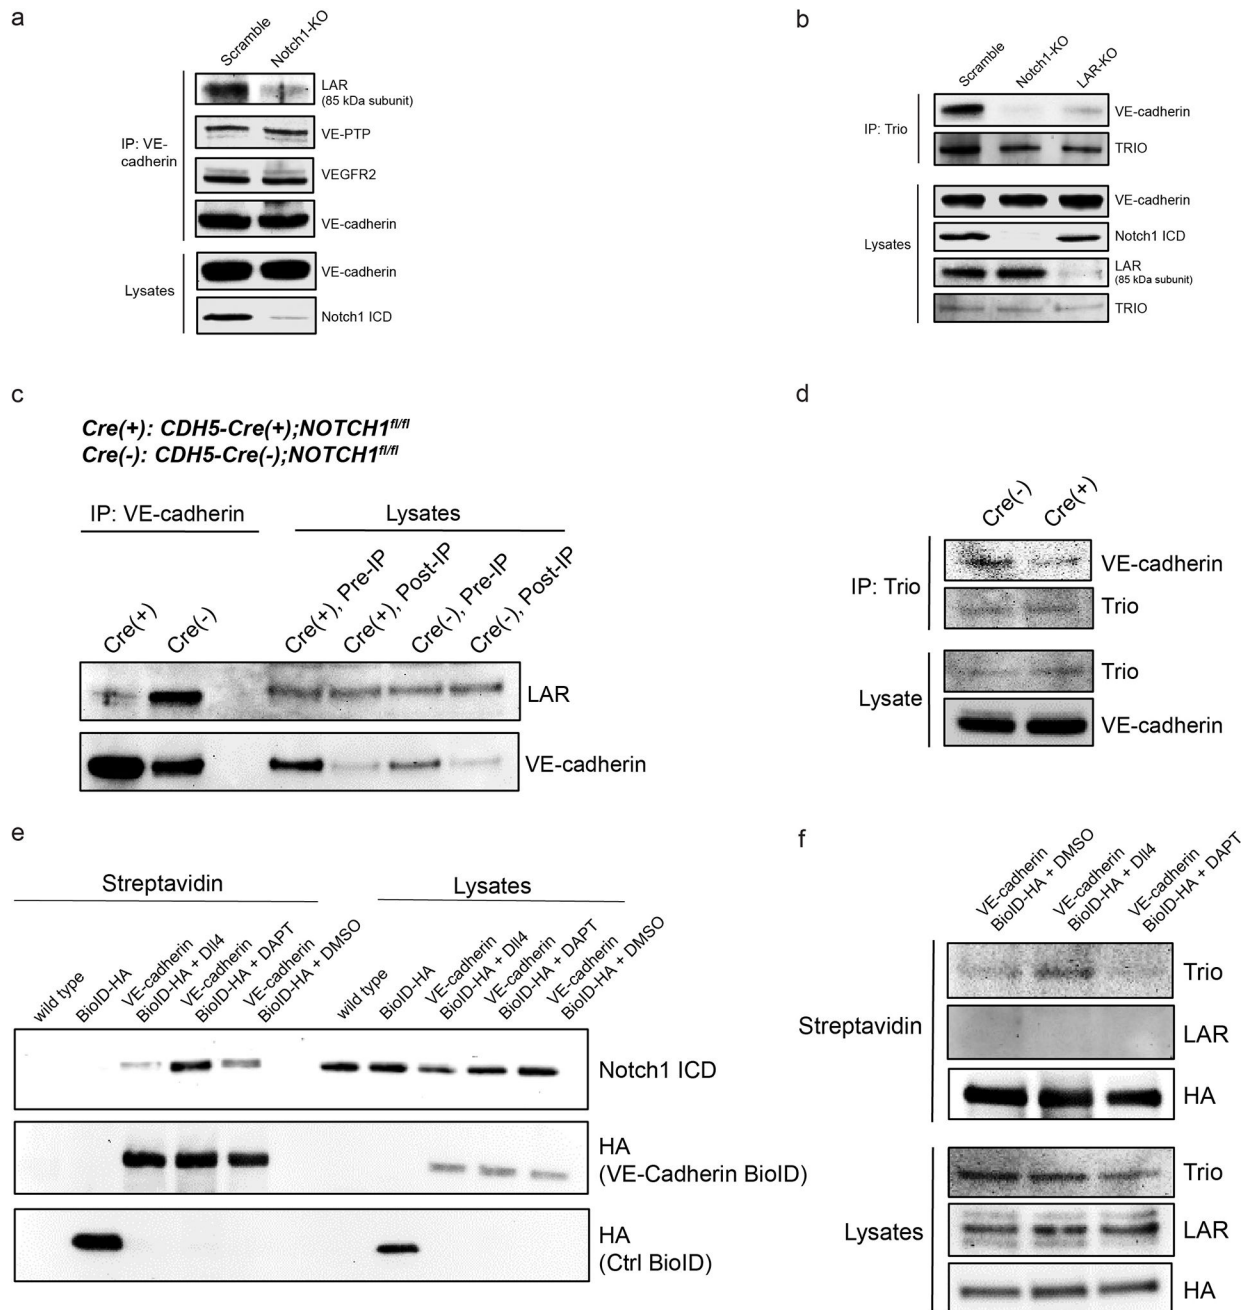 a
Scramble
Notch1-KO
IP: VE-
cadherin
LAR
(85 kDa subunit)
VE-PTP
VEGFR2
VE-cadherin
Lysates
VE-cadherin
Notch1 ICD
b
Scramble
Notch1-KO
LAR-KO
IP: Trio
VE-cadherin
TRIO
Lysates
VE-cadherin
Notch1 ICD
LAR
(85 kDa subunit)
TRIO
c
Cre(+): CDH5-Cre(+);NOTCH1fl/fl
Cre(-): CDH5-Cre(-);NOTCH1fl/fl
IP: VE-cadherin
Lysates
Cre(+)
Cre(-)
Cre(+), Pre-IP
Cre(+), Post-IP
Cre(-), Pre-IP
Cre(-), Post-IP
LAR
VE-cadherin
d
Cre(-)
Cre(+)
IP: Trio
VE-cadherin
Trio
Lysate
Trio
VE-cadherin
e
Streptavidin
Lysates
wild type
BioID-HA
VE-cadherin
BioID-HA + Dll4
VE-cadherin
BioID-HA + DAPT
VE-cadherin
BioID-HA + DMSO
wild type
BioID-HA
VE-cadherin
BioID-HA + Dll4
VE-cadherin
BioID-HA + DAPT
VE-cadherin
BioID-HA + DMSO
Notch1 ICD
HA
(VE-Cadherin BioID)
HA
(Ctrl BioID)
f
VE-cadherin
BioID-HA + DMSO
VE-cadherin
BioID-HA + Dll4
VE-cadherin
BioID-HA + DAPT
Streptavidin
Trio
LAR
HA
Lysates
Trio
LAR
HA